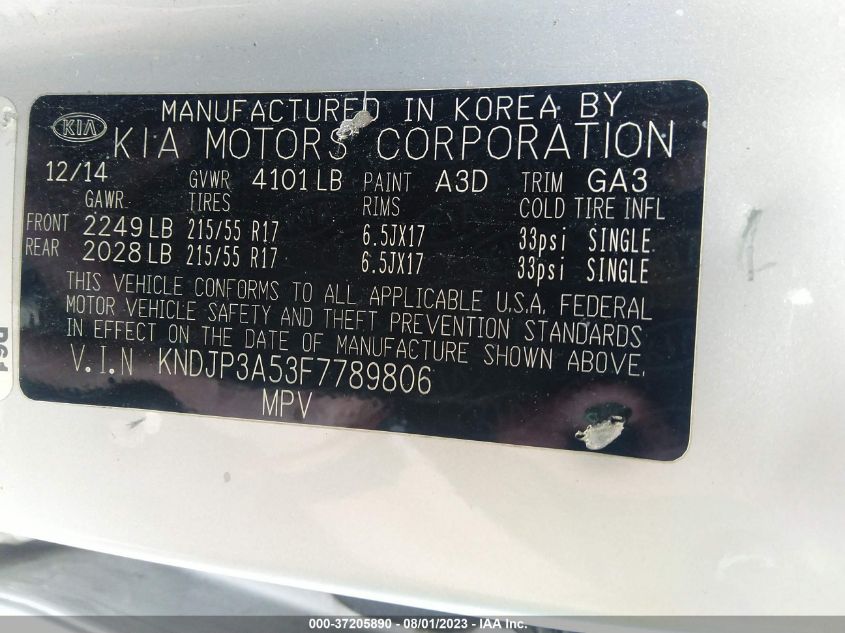 MANUFACTURED IN KOREA BY
KIA KIA MOTORS CORPORATION
12/14 GVWR 4101 LB PAINT A3D TRIM GA3
GAWR TIRES RIMS COLD TIRE INFL
FRONT 2249 LB 215/55 R17 6.5JX17 33psi SINGLE
REAR 2028 LB 215/55 R17 6.5JX17 33psi SINGLE
THIS VEHICLE CONFORMS TO ALL APPLICABLE U.S.A. FEDERAL
MOTOR VEHICLE SAFETY AND THEFT PREVENTION STANDARDS
IN EFFECT ON THE DATE OF MANUFACTURE SHOWN ABOVE.
V.I.N KNDJP3A53F7789806
MPV
000-37205890 - 08/01/2023 - IAA Inc.